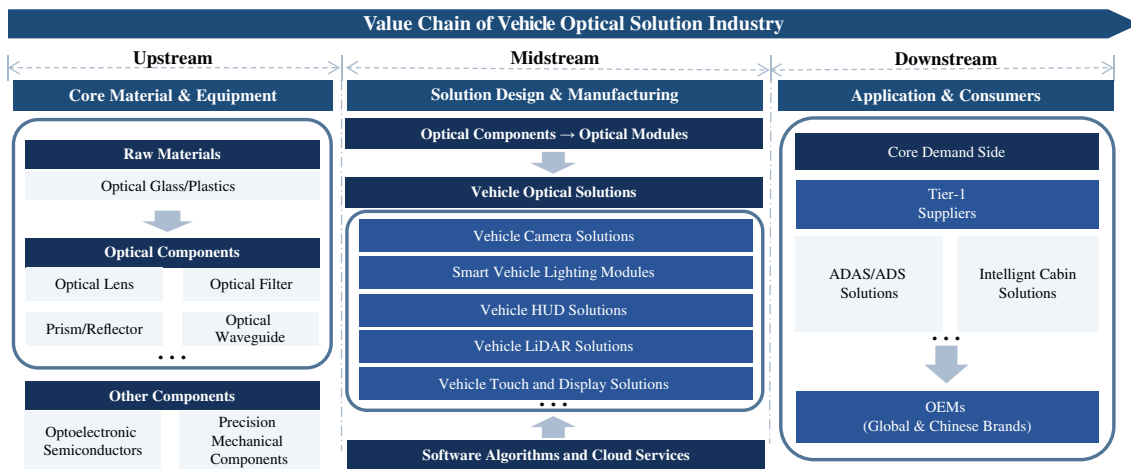 Value Chain of Vehicle Optical Solution Industry
Upstream
Midstream
Downstream
Core Material & Equipment
Solution Design & Manufacturing
Application & Consumers
Raw Materials
Optical Glass/Plastics
Optical Components
Optical Lens
Optical Filter
Prism/Reflector
Optical
Waveguide
...
Other Components
Optoelectronic
Semiconductors
Precision
Mechanical
Components
Optical Components → Optical Modules
Vehicle Optical Solutions
Vehicle Camera Solutions
Smart Vehicle Lighting Modules
Vehicle HUD Solutions
Vehicle LiDAR Solutions
Vehicle Touch and Display Solutions
...
Software Algorithms and Cloud Services
Core Demand Side
Tier-1
Suppliers
ADAS/ADS
Solutions
Intellignt Cabin
Solutions
...
OEMs
(Global & Chinese Brands)